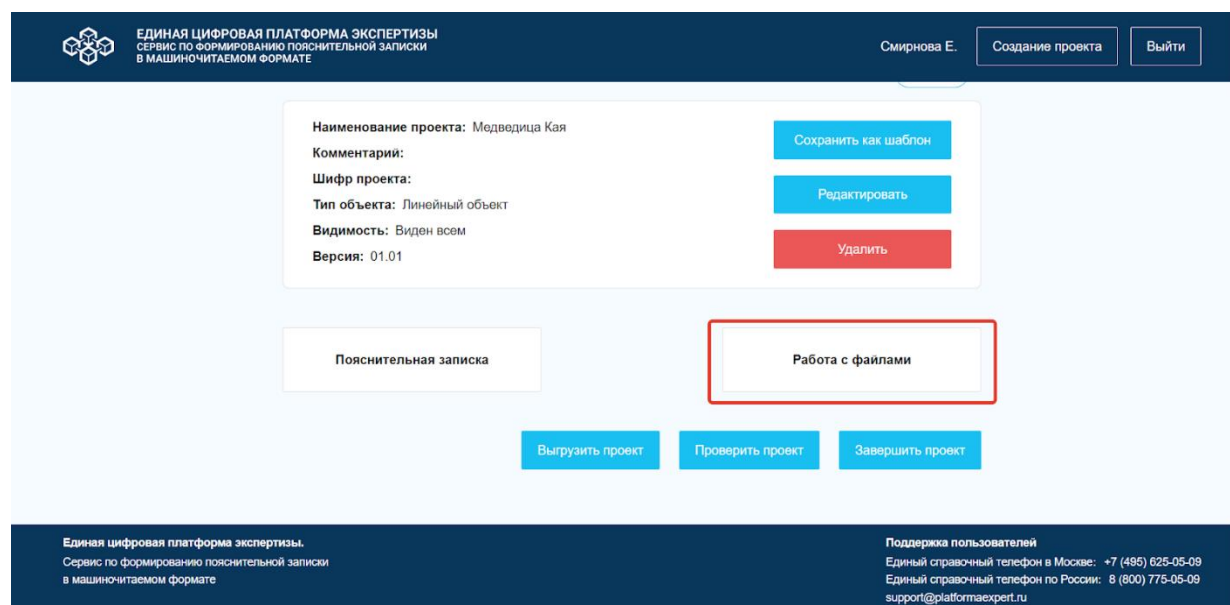 ЕДИНАЯ ЦИФРОВАЯ ПЛАТФОРМА ЭКСПЕРТИЗЫ
СЕРВИС ПО ФОРМИРОВАНИЮ ПОЯСНИТЕЛЬНОЙ ЗАПИСКИ
В МАШИНОЧИТАЕМОМ ФОРМАТЕ
Смирнова Е.
Создание проекта
Выйти
Наименование проекта: Медведица Кая
Комментарий:
Шифр проекта:
Тип объекта: Линейный объект
Видимость: Виден всем
Версия: 01.01
Сохранить как шаблон
Редактировать
Удалить
Пояснительная записка
Работа с файлами
Выгрузить проект
Проверить проект
Завершить проект
Единая цифровая платформа экспертизы.
Сервис по формированию пояснительной записки
в машиночитаемом формате
Поддержка пользователей
Единый справочный телефон в Москве: +7 (495) 625-05-09
Единый справочный телефон по России: 8 (800) 775-05-09
support@platformaexpert.ru